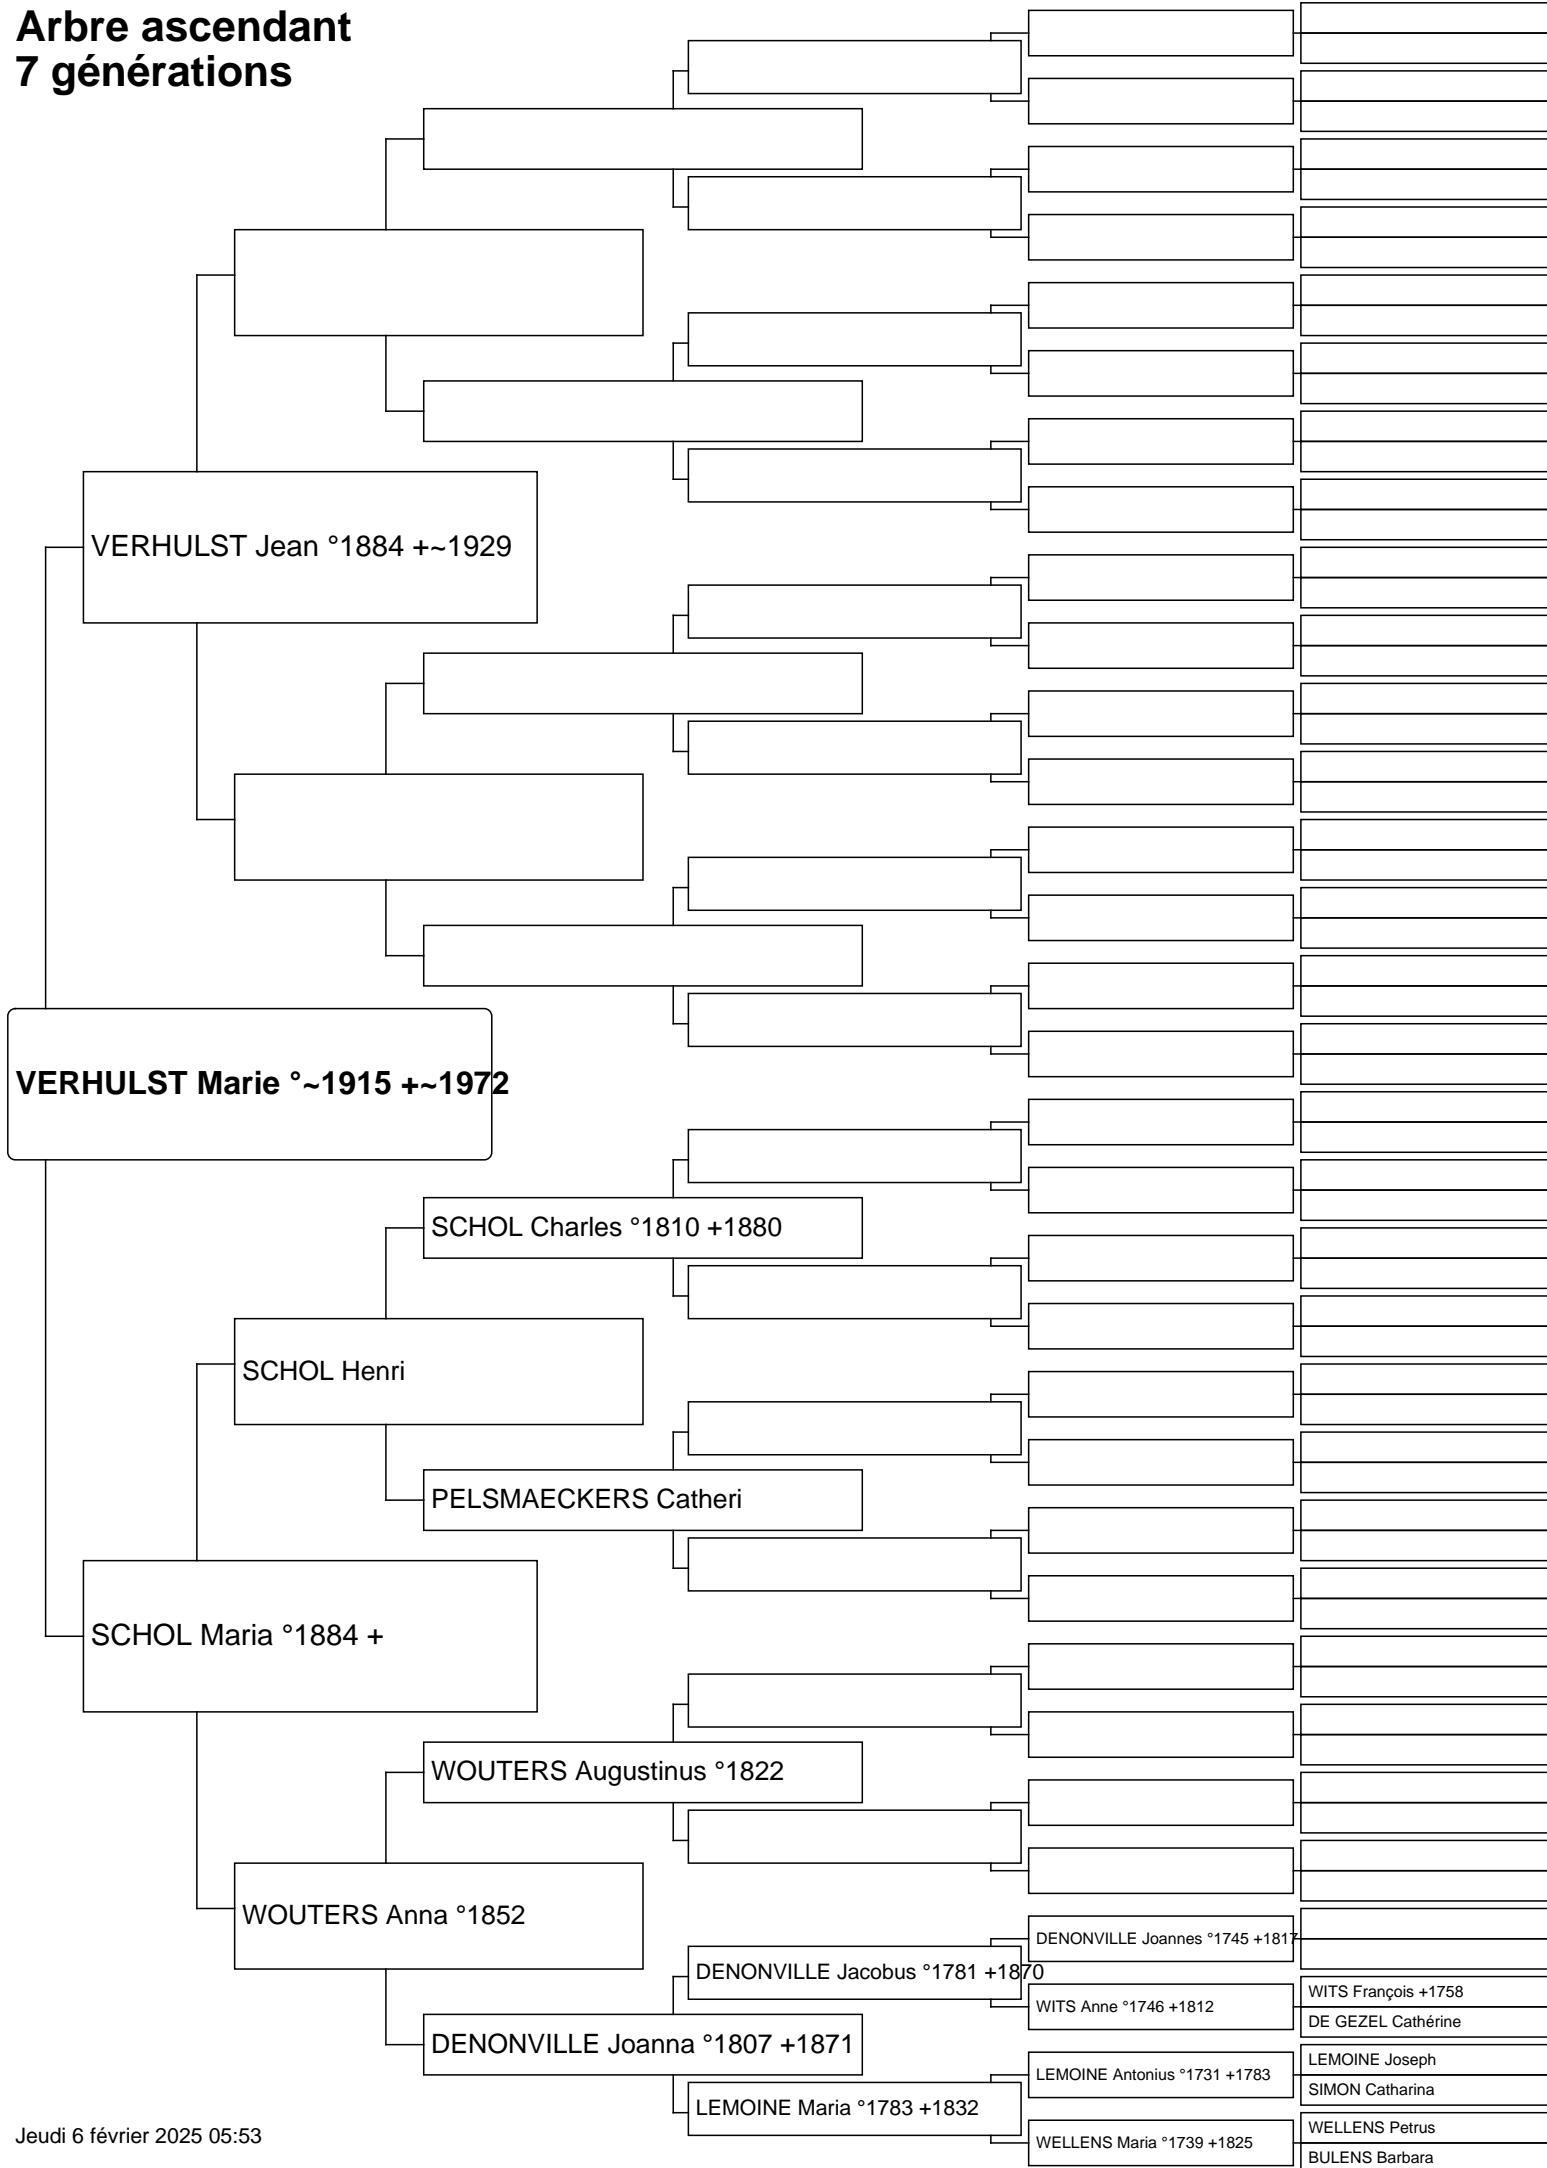 Arbre ascendant
7 générations
VERHULST Jean °1884 +~1929
VERHULST Marie °~1915 +~1972
SCHOL Charles °1810 +1880
SCHOL Henri
PELSMAECKERS Catheri
SCHOL Maria °1884 +
WOUTERS Augustinus °1822
WOUTERS Anna °1852
DENONVILLE Joannes °1745 +1817
DENONVILLE Jacobus °1781 +1870
WITS François +1758
WITS Anne °1746 +1812
DE GEZEL Cathérine
DENONVILLE Joanna °1807 +1871
LEMOINE Joseph
LEMOINE Antonius °1731 +1783
SIMON Catharina
LEMOINE Maria °1783 +1832
WELLENS Petrus
WELLENS Maria °1739 +1825
BULENS Barbara
Jeudi 6 février 2025 05:53